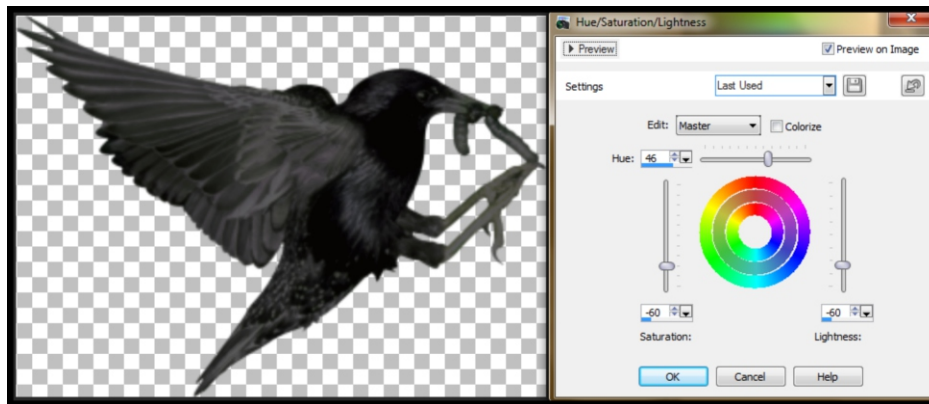 Hue/Saturation/Lightness
Preview
Preview on Image
Settings
Last Used
Edit: Master
Colorize
Hue: 46
-60
-60
Saturation:
Lightness:
OK
Cancel
Help